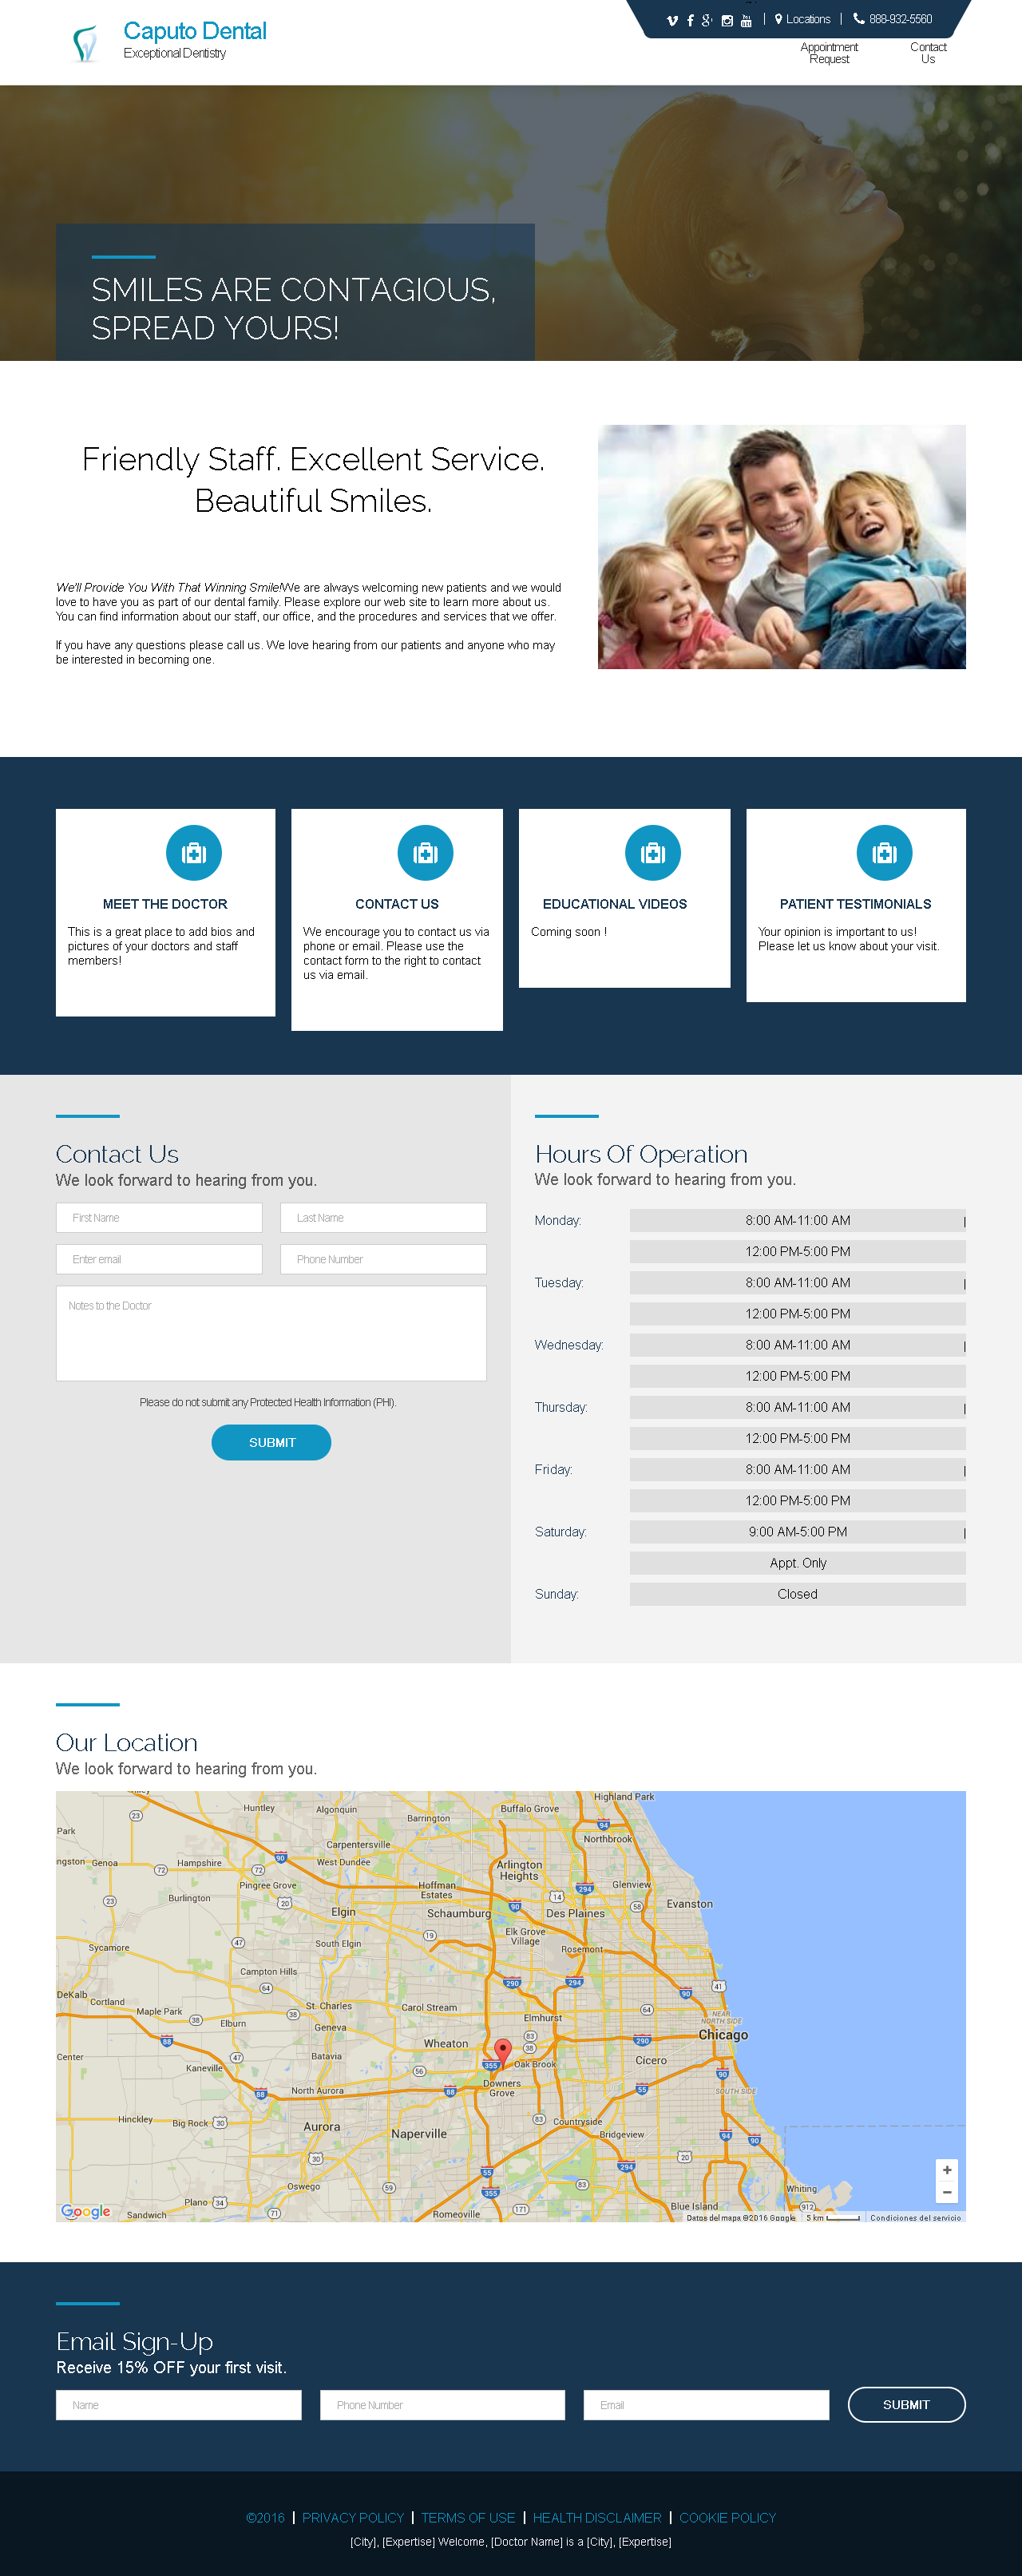 Caputo Dental
Exceptional Dentistry
Locations
888-932-5560
Appointment
Request
Contact
Us
SMILES ARE CONTAGIOUS,
SPREAD YOURS!
Friendly Staff. Excellent Service.
Beautiful Smiles.
We'll Provide You With That Winning Smile!We are always welcoming new patients and we would
love to have you as part of our dental family. Please explore our web site to learn more about us.
You can find information about our staff, our office, and the procedures and services that we offer.
If you have any questions please call us. We love hearing from our patients and anyone who may
be interested in becoming one.
MEET THE DOCTOR
This is a great place to add bios and
pictures of your doctors and staff
members!
CONTACT US
We encourage you to contact us via
phone or email. Please use the
contact form to the right to contact
us via email.
EDUCATIONAL VIDEOS
Coming soon !
PATIENT TESTIMONIALS
Your opinion is important to us!
Please let us know about your visit.
Contact Us
We look forward to hearing from you.
First Name
Last Name
Enter email
Phone Number
Notes to the Doctor
Please do not submit any Protected Health Information (PHI).
SUBMIT
Hours Of Operation
We look forward to hearing from you.
Monday: 8:00 AM-11:00 AM |
12:00 PM-5:00 PM
Tuesday: 8:00 AM-11:00 AM |
12:00 PM-5:00 PM
Wednesday: 8:00 AM-11:00 AM |
12:00 PM-5:00 PM
Thursday: 8:00 AM-11:00 AM |
12:00 PM-5:00 PM
Friday: 8:00 AM-11:00 AM |
12:00 PM-5:00 PM
Saturday: 9:00 AM-5:00 PM |
Appt. Only
Sunday: Closed
Our Location
We look forward to hearing from you.
Highland Park
Huntley
Algonquin
Buffalo Grove
Barrington
Park
Carpentersville
Northbrook
ngston
Genoa
Hampshire
West Dundee
Arlington
Heights
Pingree Grove
Hoffman
Estates
Glenview
Burlington
Elgin
Schaumburg
Des Plaines
Evanston
Elk Grove
Village
Sycamore
South Elgin
Rosemont
Campton Hills
DeKalb
Cortland
Maple Park
St. Charles
Carol Stream
Elburn
Geneva
Elmhurst
NEAR
NORTH SIDE
Chicago
Wheaton
Center
Batavia
Oak Brook
Cicero
Kaneville
North Aurora
Downers
Grove
SOUTH SIDE
Hinckley
Big Rock
Aurora
Naperville
Countryside
Bridgeview
Oswego
Whiting
Plano
Sandwich
Romeoville
Blue Island
Google
Datos del mapa ©2016 Google
5 km
Condiciones del servicio
Email Sign-Up
Receive 15% OFF your first visit.
Name
Phone Number
Email
SUBMIT
©2016 | PRIVACY POLICY | TERMS OF USE | HEALTH DISCLAIMER | COOKIE POLICY
[City], [Expertise] Welcome, [Doctor Name] is a [City], [Expertise]